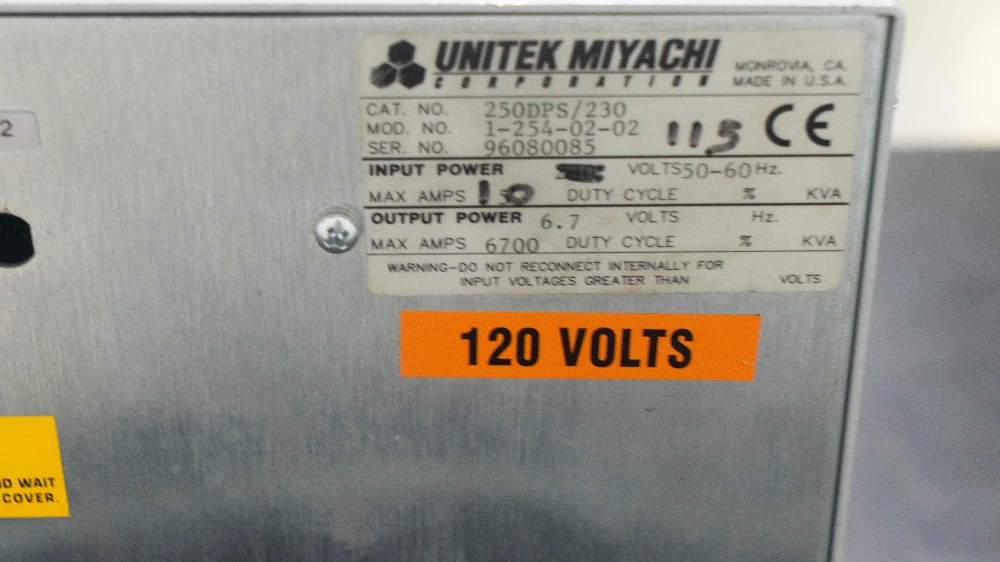 UNITEK MIYACHI
CORPORATION
MONROVIA, CA.
MADE IN U.S.A.
CAT. NO. 250DPS/230
MOD. NO. 1-254-02-02
SER. NO. 96080085
115 CE
INPUT POWER VOLTS 50-60 Hz.
MAX AMPS DUTY CYCLE % KVA
OUTPUT POWER 6.7 VOLTS Hz.
MAX AMPS 6700 DUTY CYCLE % KVA
WARNING-DO NOT RECONNECT INTERNALLY FOR
INPUT VOLTAGES GREATER THAN VOLTS
120 VOLTS
2
WAIT
COVER.